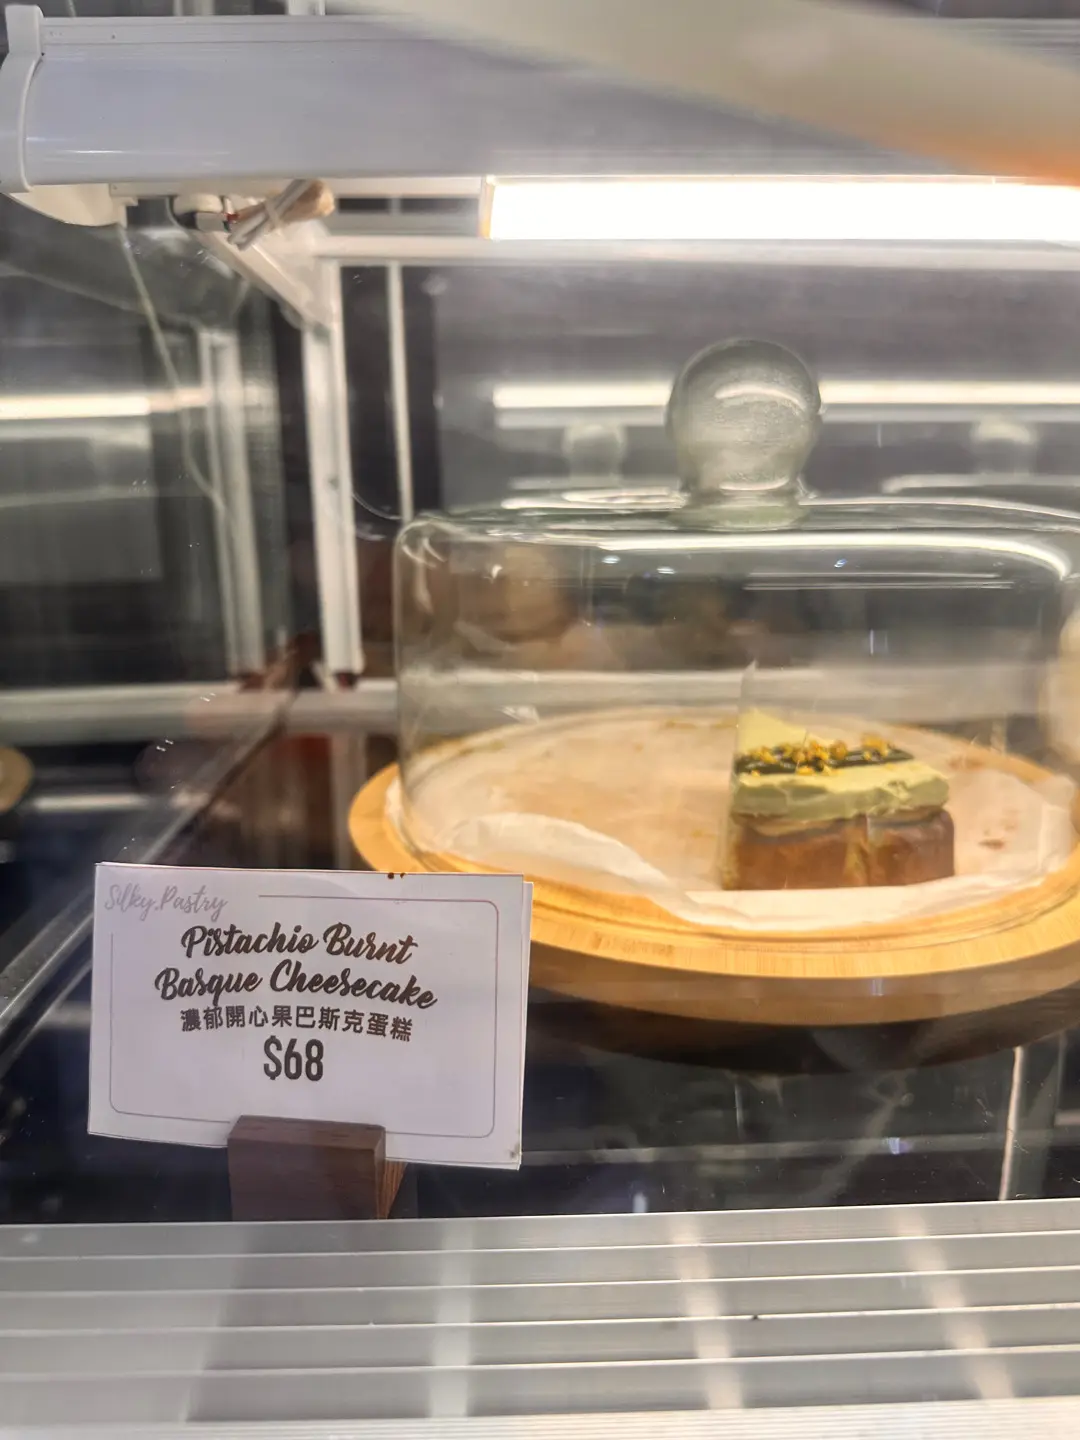 Silky.Pastry
Pistachio Burnt
Basque Cheesecake
濃郁開心果巴斯克蛋糕
$68